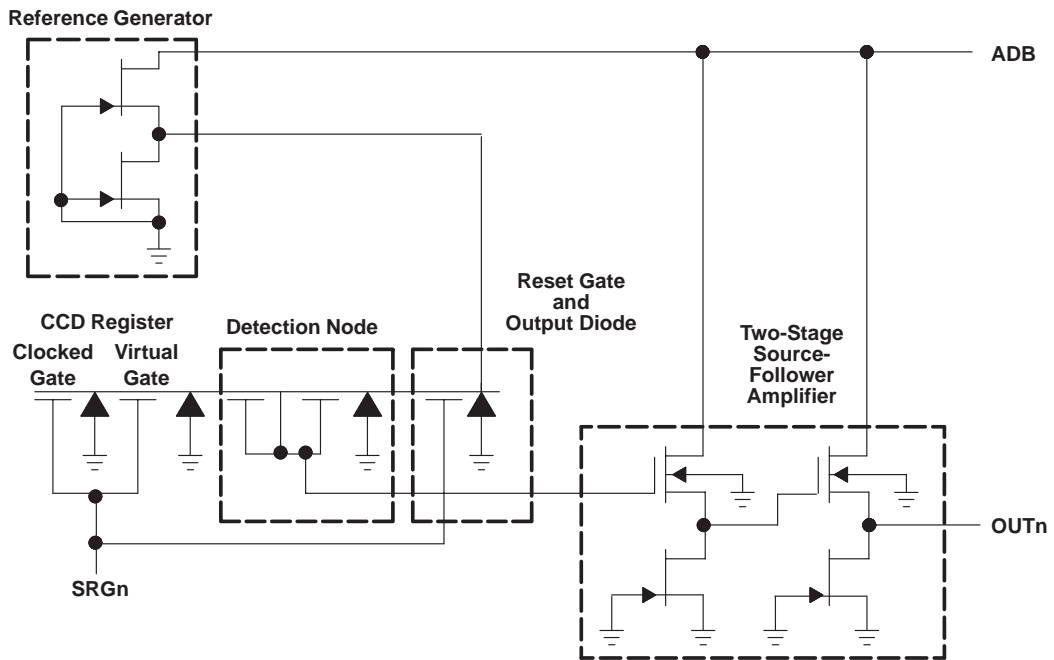 Reference Generator
ADB
Reset Gate
and
Output Diode
CCD Register
Clocked
Gate
Virtual
Gate
Detection Node
Two-Stage
Source-
Follower
Amplifier
OUTn
SRGn